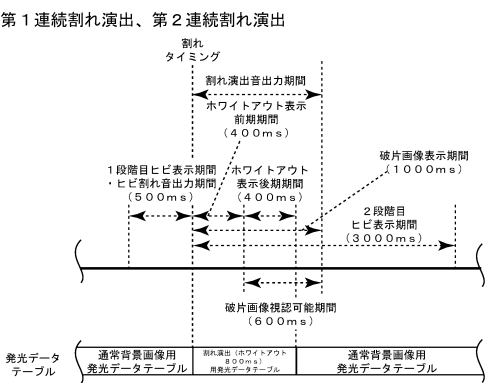 第１連続割れ演出、第２連続割れ演出
割れ
タイミング
割れ演出音出力期間
ホワイトアウト表示
前期期間
（４００ｍｓ）
破片画像表示期間
（１０００ｍｓ）
１段階目ヒビ表示期間
・ヒビ割れ音出力期間
（５００ｍｓ）
ホワイトアウト
表示後期期間
（４００ｍｓ）
２段階目
ヒビ表示期間
（３０００ｍｓ）
破片画像視認可能期間
（６００ｍｓ）
発光データ
テーブル
通常背景画像用
発光データテーブル
割れ演出（ホワイトアウト
８００ｍｓ）
用発光データテーブル
通常背景画像用
発光データテーブル